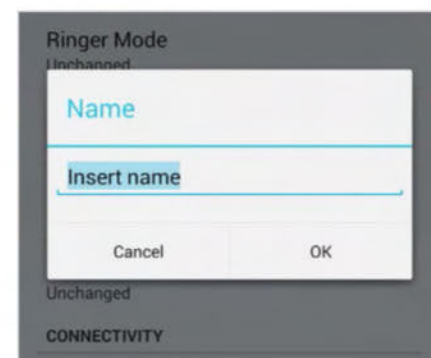 Ringer Mode
Unchanged
Name
Insert name
Cancel OK
Unchanged
CONNECTIVITY